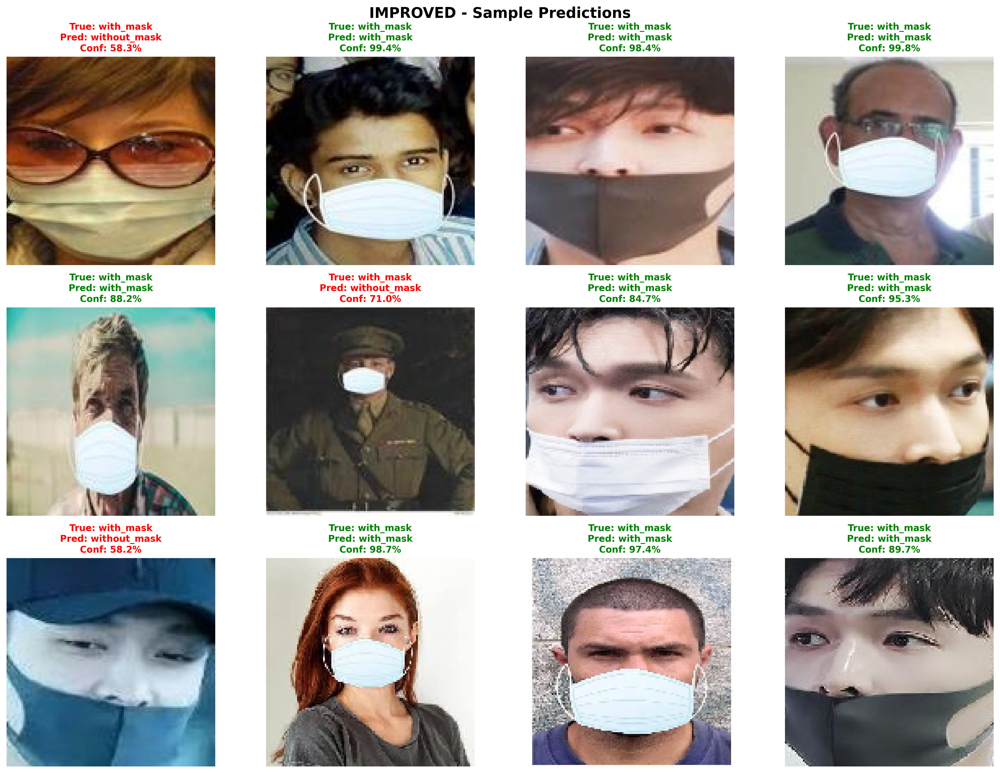 IMPROVED - Sample Predictions
True: with_mask
Pred: without_mask
Conf: 58.3%
True: with_mask
Pred: with_mask
Conf: 99.4%
True: with_mask
Pred: with_mask
Conf: 98.4%
True: with_mask
Pred: with_mask
Conf: 99.8%
True: with_mask
Pred: with_mask
Conf: 88.2%
True: with_mask
Pred: without_mask
Conf: 71.0%
True: with_mask
Pred: with_mask
Conf: 84.7%
True: with_mask
Pred: with_mask
Conf: 95.3%
True: with_mask
Pred: without_mask
Conf: 58.2%
True: with_mask
Pred: with_mask
Conf: 98.7%
True: with_mask
Pred: with_mask
Conf: 97.4%
True: with_mask
Pred: with_mask
Conf: 89.7%